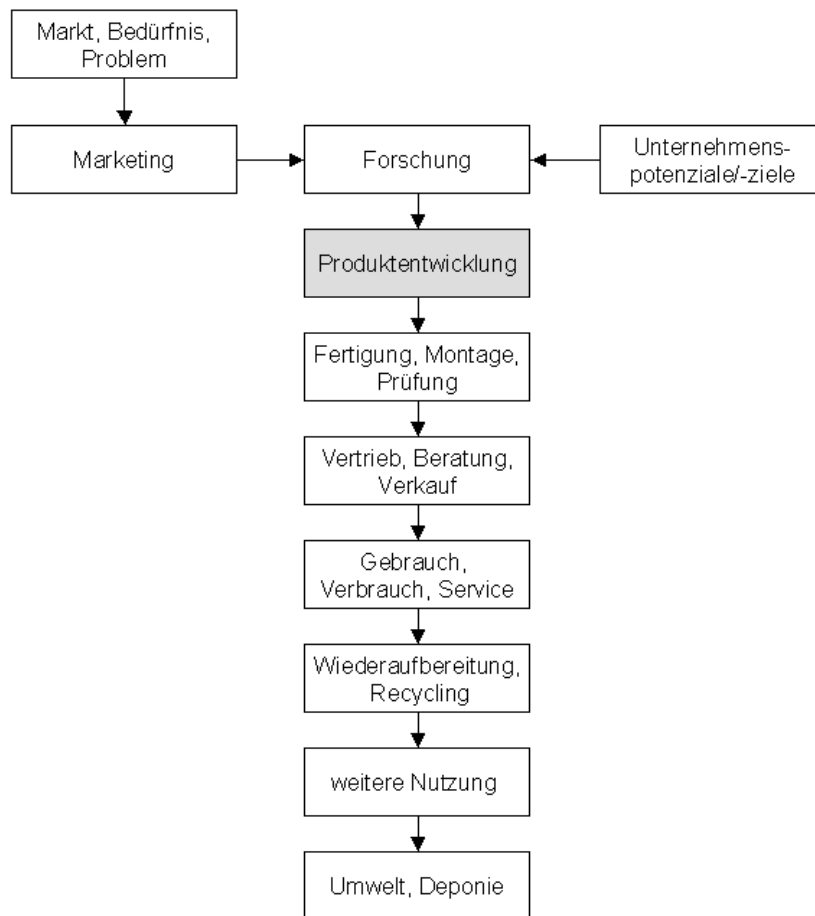 Markt, Bedürfnis,
Problem
Marketing
Forschung
Unternehmens-
potenziale/-ziele
Produktentwicklung
Fertigung, Montage,
Prüfung
Vertrieb, Beratung,
Verkauf
Gebrauch,
Verbrauch, Service
Wiederaufbereitung,
Recycling
weitere Nutzung
Umwelt, Deponie